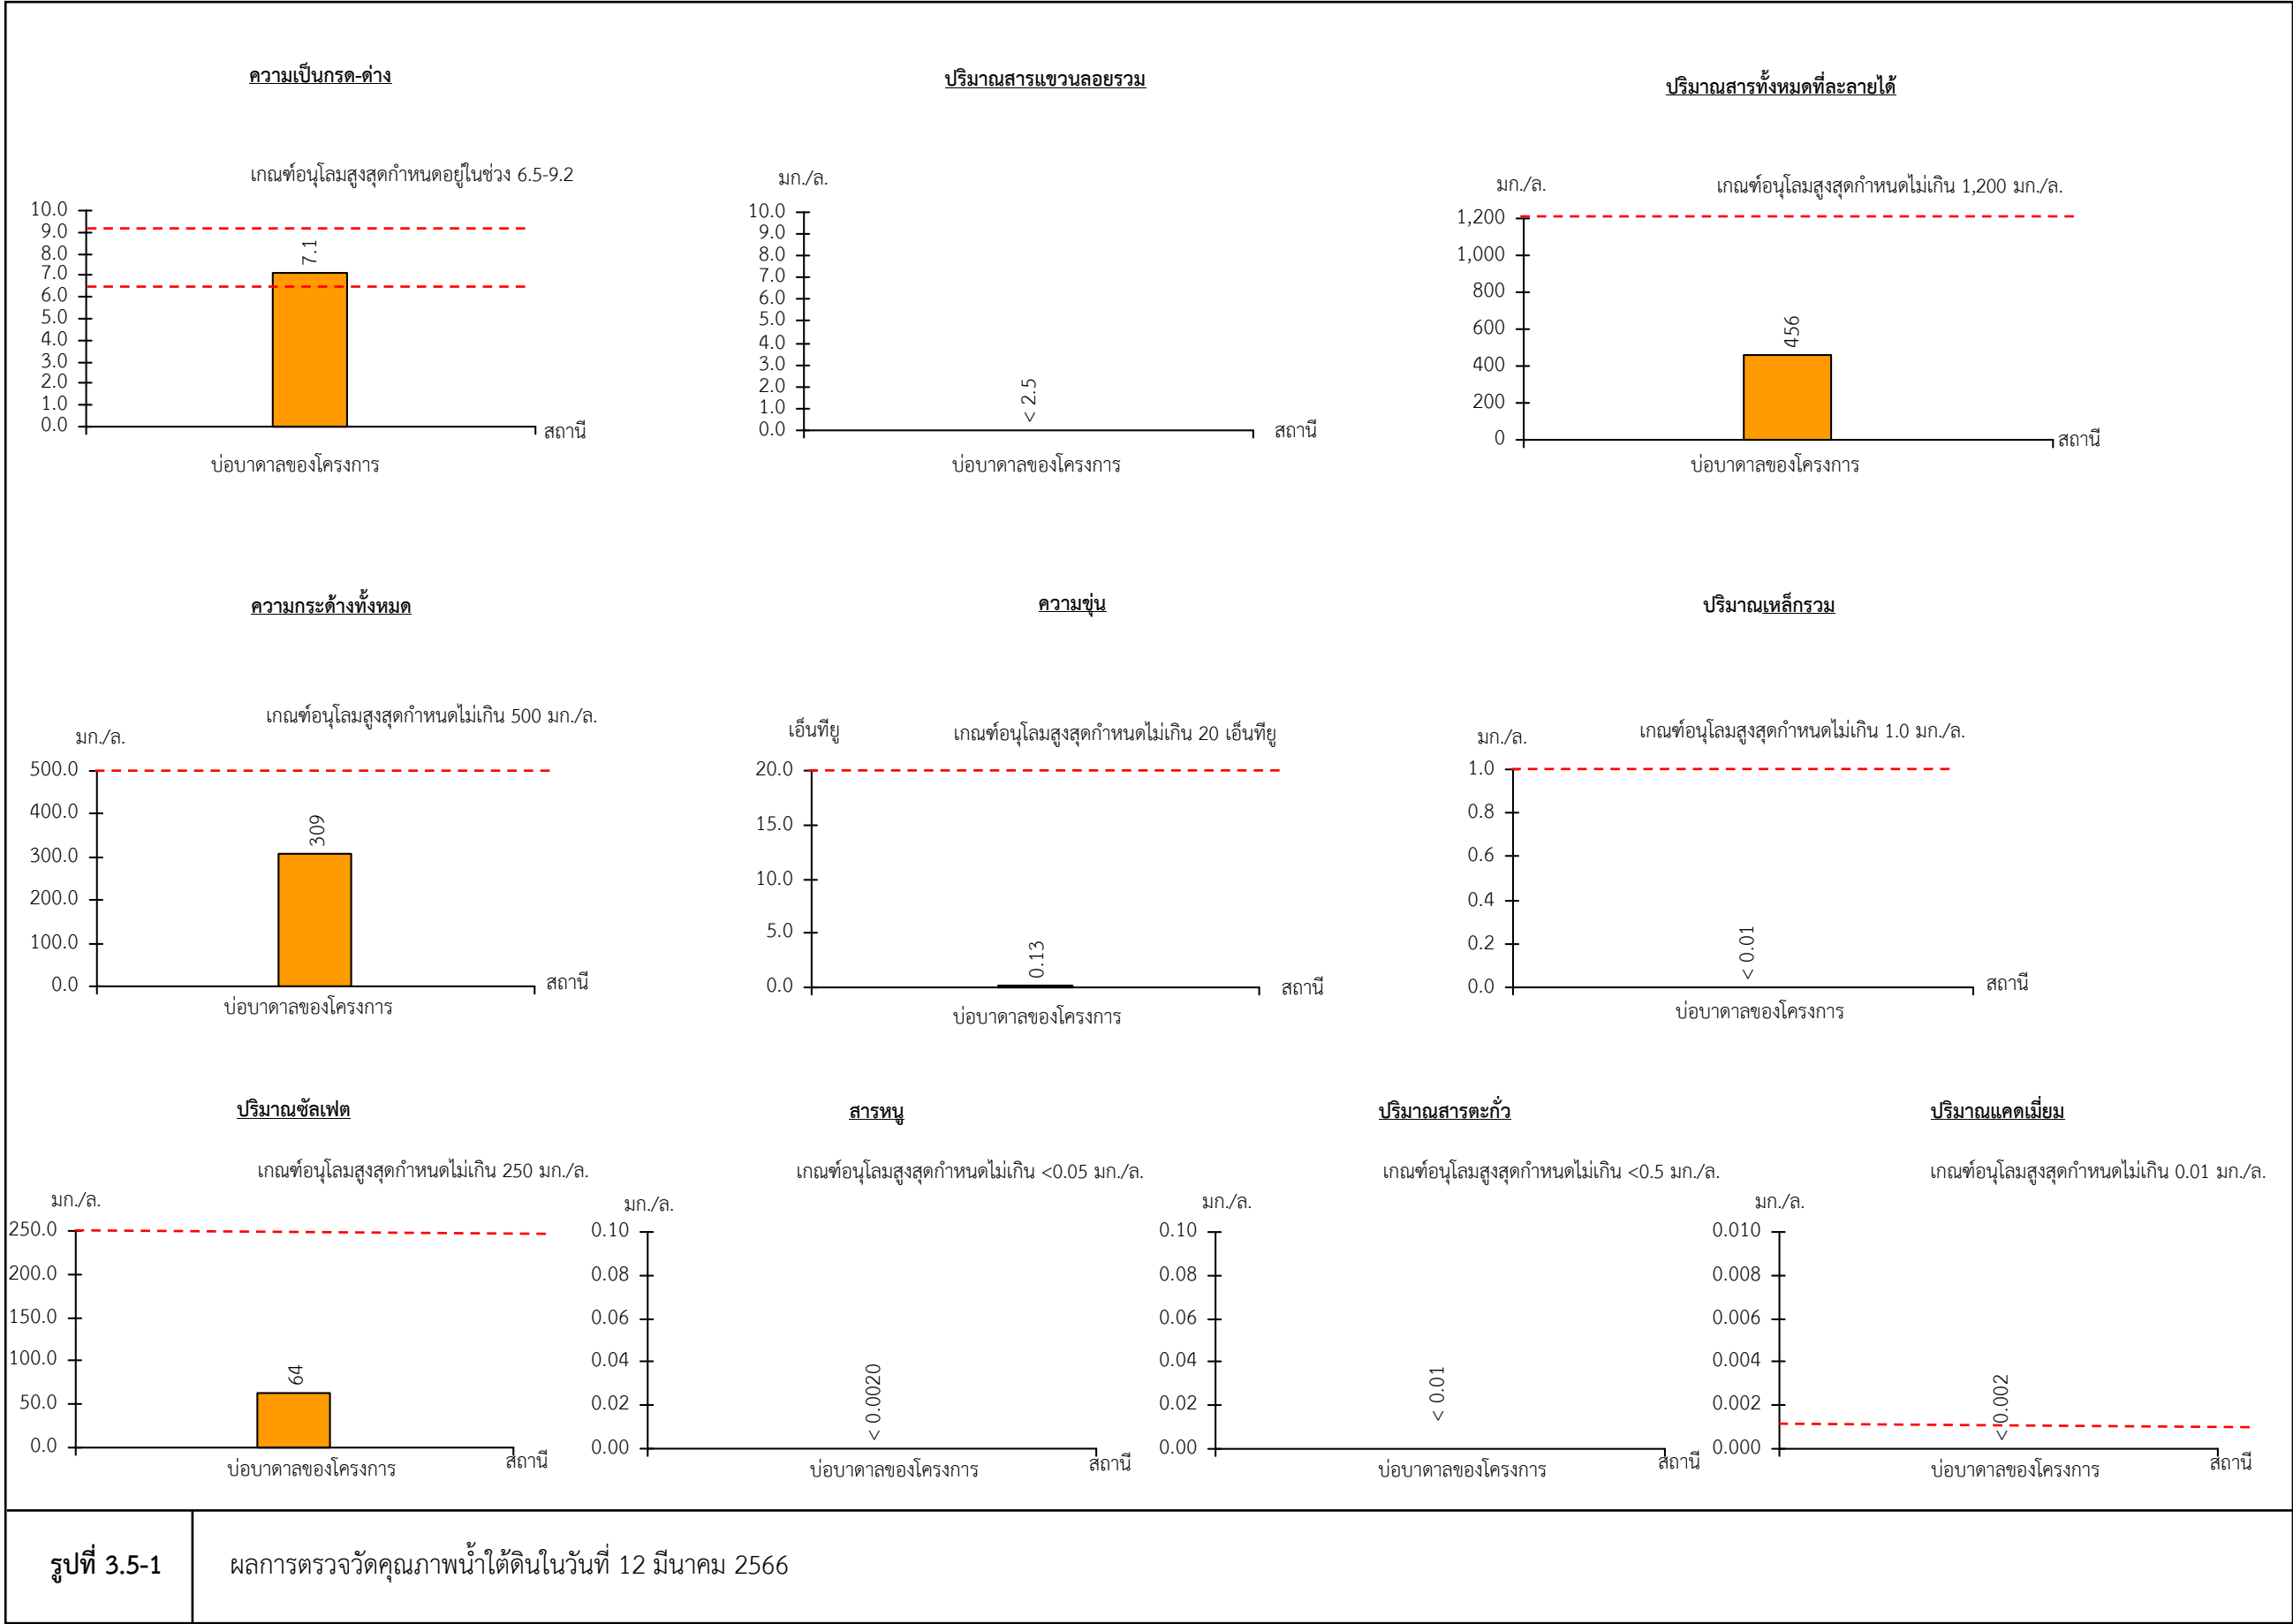 ความเป็นกรด-ด่าง
เกณฑ์อนุโลมสูงสุดกำหนดอยู่ในช่วง 6.5-9.2
10.0
9.0
8.0
7.0
6.0
5.0
4.0
3.0
2.0
1.0
0.0
7.1
สถานี
บ่อบาดาลของโครงการ
ปริมาณสารแขวนลอยรวม
มก./ล.
10.0
9.0
8.0
7.0
6.0
5.0
4.0
3.0
2.0
1.0
0.0
< 2.5
สถานี
บ่อบาดาลของโครงการ
ปริมาณสารทั้งหมดที่ละลายได้
มก./ล.
เกณฑ์อนุโลมสูงสุดกำหนดไม่เกิน 1,200 มก./ล.
1,200
1,000
800
600
400
200
0
456
สถานี
บ่อบาดาลของโครงการ
ความกระด้างทั้งหมด
เกณฑ์อนุโลมสูงสุดกำหนดไม่เกิน 500 มก./ล.
มก./ล.
500.0
400.0
300.0
200.0
100.0
0.0
309
สถานี
บ่อบาดาลของโครงการ
ความขุ่น
เอ็นทียู
เกณฑ์อนุโลมสูงสุดกำหนดไม่เกิน 20 เอ็นทียู
20.0
15.0
10.0
5.0
0.0
0.13
สถานี
บ่อบาดาลของโครงการ
ปริมาณเหล็กรวม
มก./ล.
เกณฑ์อนุโลมสูงสุดกำหนดไม่เกิน 1.0 มก./ล.
1.0
0.8
0.6
0.4
0.2
0.0
< 0.01
สถานี
บ่อบาดาลของโครงการ
ปริมาณซัลเฟต
เกณฑ์อนุโลมสูงสุดกำหนดไม่เกิน 250 มก./ล.
มก./ล.
250.0
200.0
150.0
100.0
50.0
0.0
64
สถานี
บ่อบาดาลของโครงการ
สารหนู
เกณฑ์อนุโลมสูงสุดกำหนดไม่เกิน <0.05 มก./ล.
มก./ล.
0.10
0.08
0.06
0.04
0.02
0.00
< 0.0020
สถานี
บ่อบาดาลของโครงการ
ปริมาณสารตะกั่ว
เกณฑ์อนุโลมสูงสุดกำหนดไม่เกิน <0.5 มก./ล.
มก./ล.
0.10
0.08
0.06
0.04
0.02
0.00
< 0.01
สถานี
บ่อบาดาลของโครงการ
ปริมาณแคดเมี่ยม
เกณฑ์อนุโลมสูงสุดกำหนดไม่เกิน 0.01 มก./ล.
มก./ล.
0.010
0.008
0.006
0.004
0.002
0.000
< 0.002
สถานี
บ่อบาดาลของโครงการ
รูปที่ 3.5-1
ผลการตรวจวัดคุณภาพน้ำใต้ดินในวันที่ 12 มีนาคม 2566